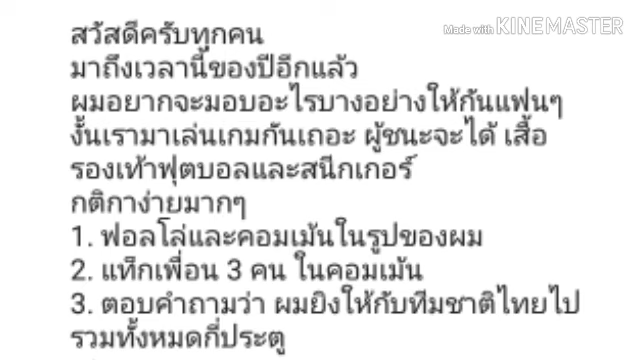 สวัสดีครับทุกคน
Made with KINEMASTER
มาถึงเวลานี้ของปีอีกแล้ว
ผมอยากจะมอบอะไรบางอย่างให้กับแฟนๆ
งั้นเรามาเล่นเกมกันเถอะ ผู้ชนะจะได้ เสื้อ
รองเท้าฟุตบอลและสนีกเกอร์
กติกาง่ายมากๆ
1. ฟอลโล่และคอมเม้นในรูปของผม
2. แท็กเพื่อน 3 คน ในคอมเม้น
3. ตอบคำถามว่า ผมยิงให้กับทีมชาติไทยไป
รวมทั้งหมดกี่ประตู